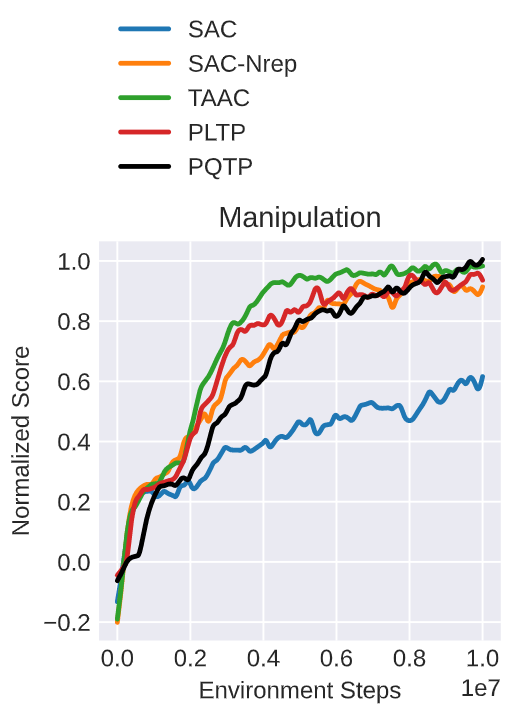 SAC
SAC-Nrep
TAAC
PLTP
PQTP
Manipulation
1.0
0.8
0.6
0.4
0.2
0.0
−0.2
Normalized Score
0.0 0.2 0.4 0.6 0.8 1.0
1e7
Environment Steps